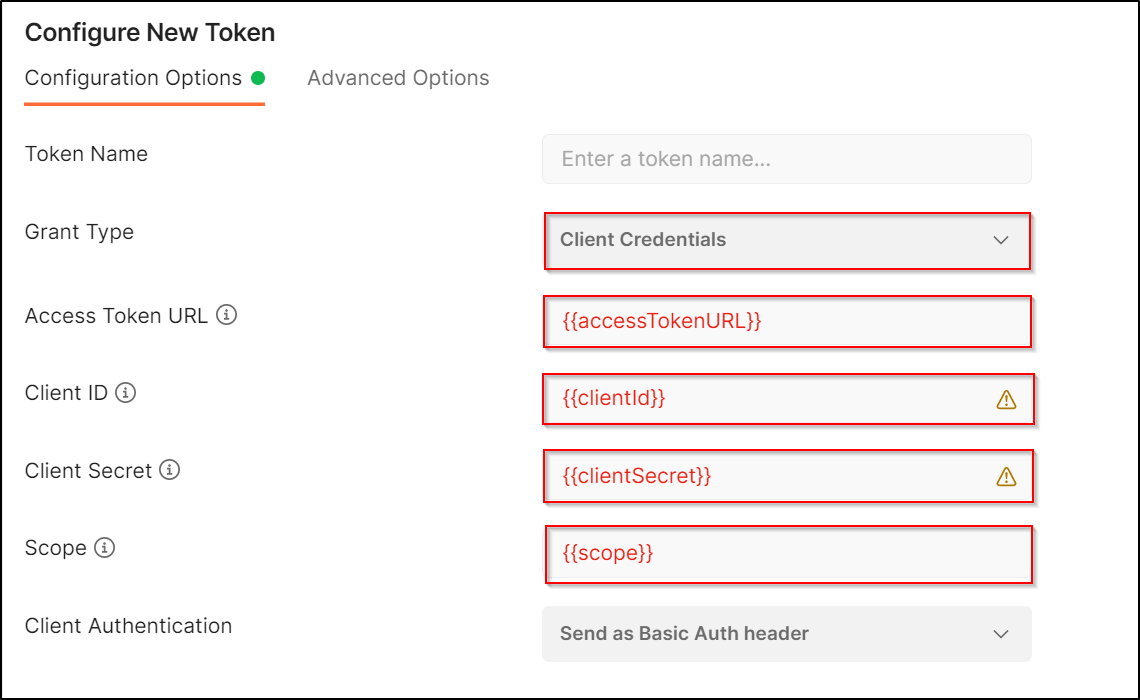 Configure New Token
Configuration Options Advanced Options
Token Name Enter a token name...
Grant Type Client Credentials
Access Token URL {{accessTokenURL}}
Client ID {{clientId}}
Client Secret {{clientSecret}}
Scope {{scope}}
Client Authentication Send as Basic Auth header